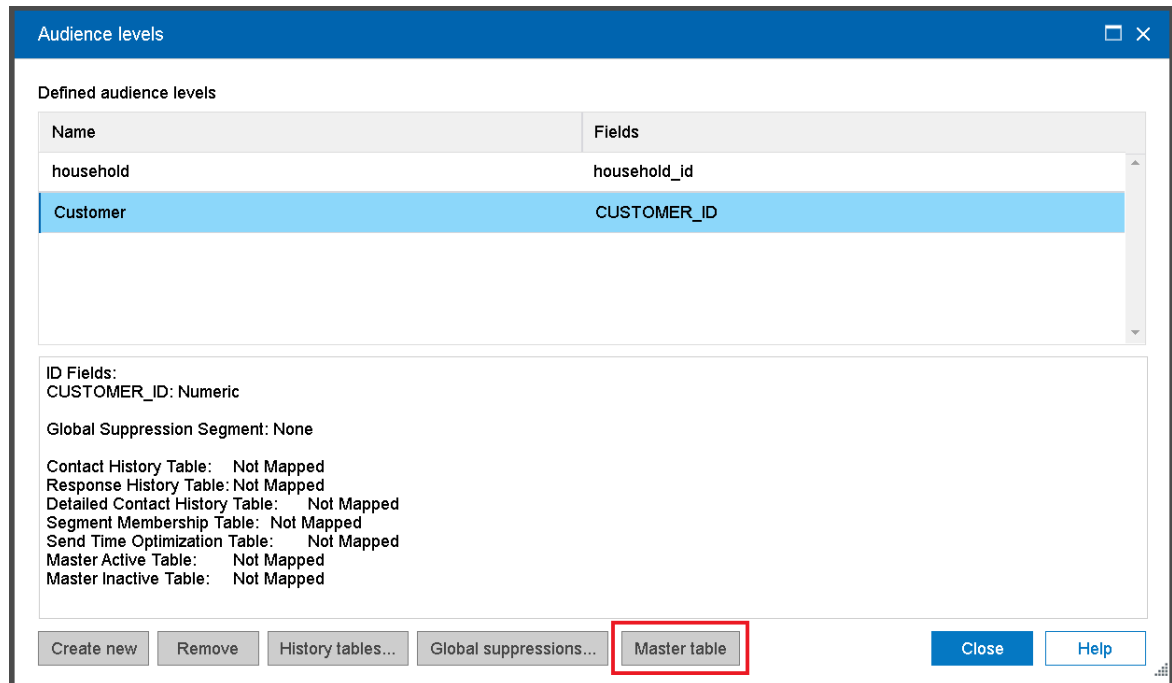 Audience levels
Defined audience levels
Name Fields
household household_id
Customer CUSTOMER_ID
ID Fields:
CUSTOMER_ID: Numeric
Global Suppression Segment: None
Contact History Table: Not Mapped
Response History Table: Not Mapped
Detailed Contact History Table: Not Mapped
Segment Membership Table: Not Mapped
Send Time Optimization Table: Not Mapped
Master Active Table: Not Mapped
Master Inactive Table: Not Mapped
Create new Remove History tables... Global suppressions... Master table Close Help